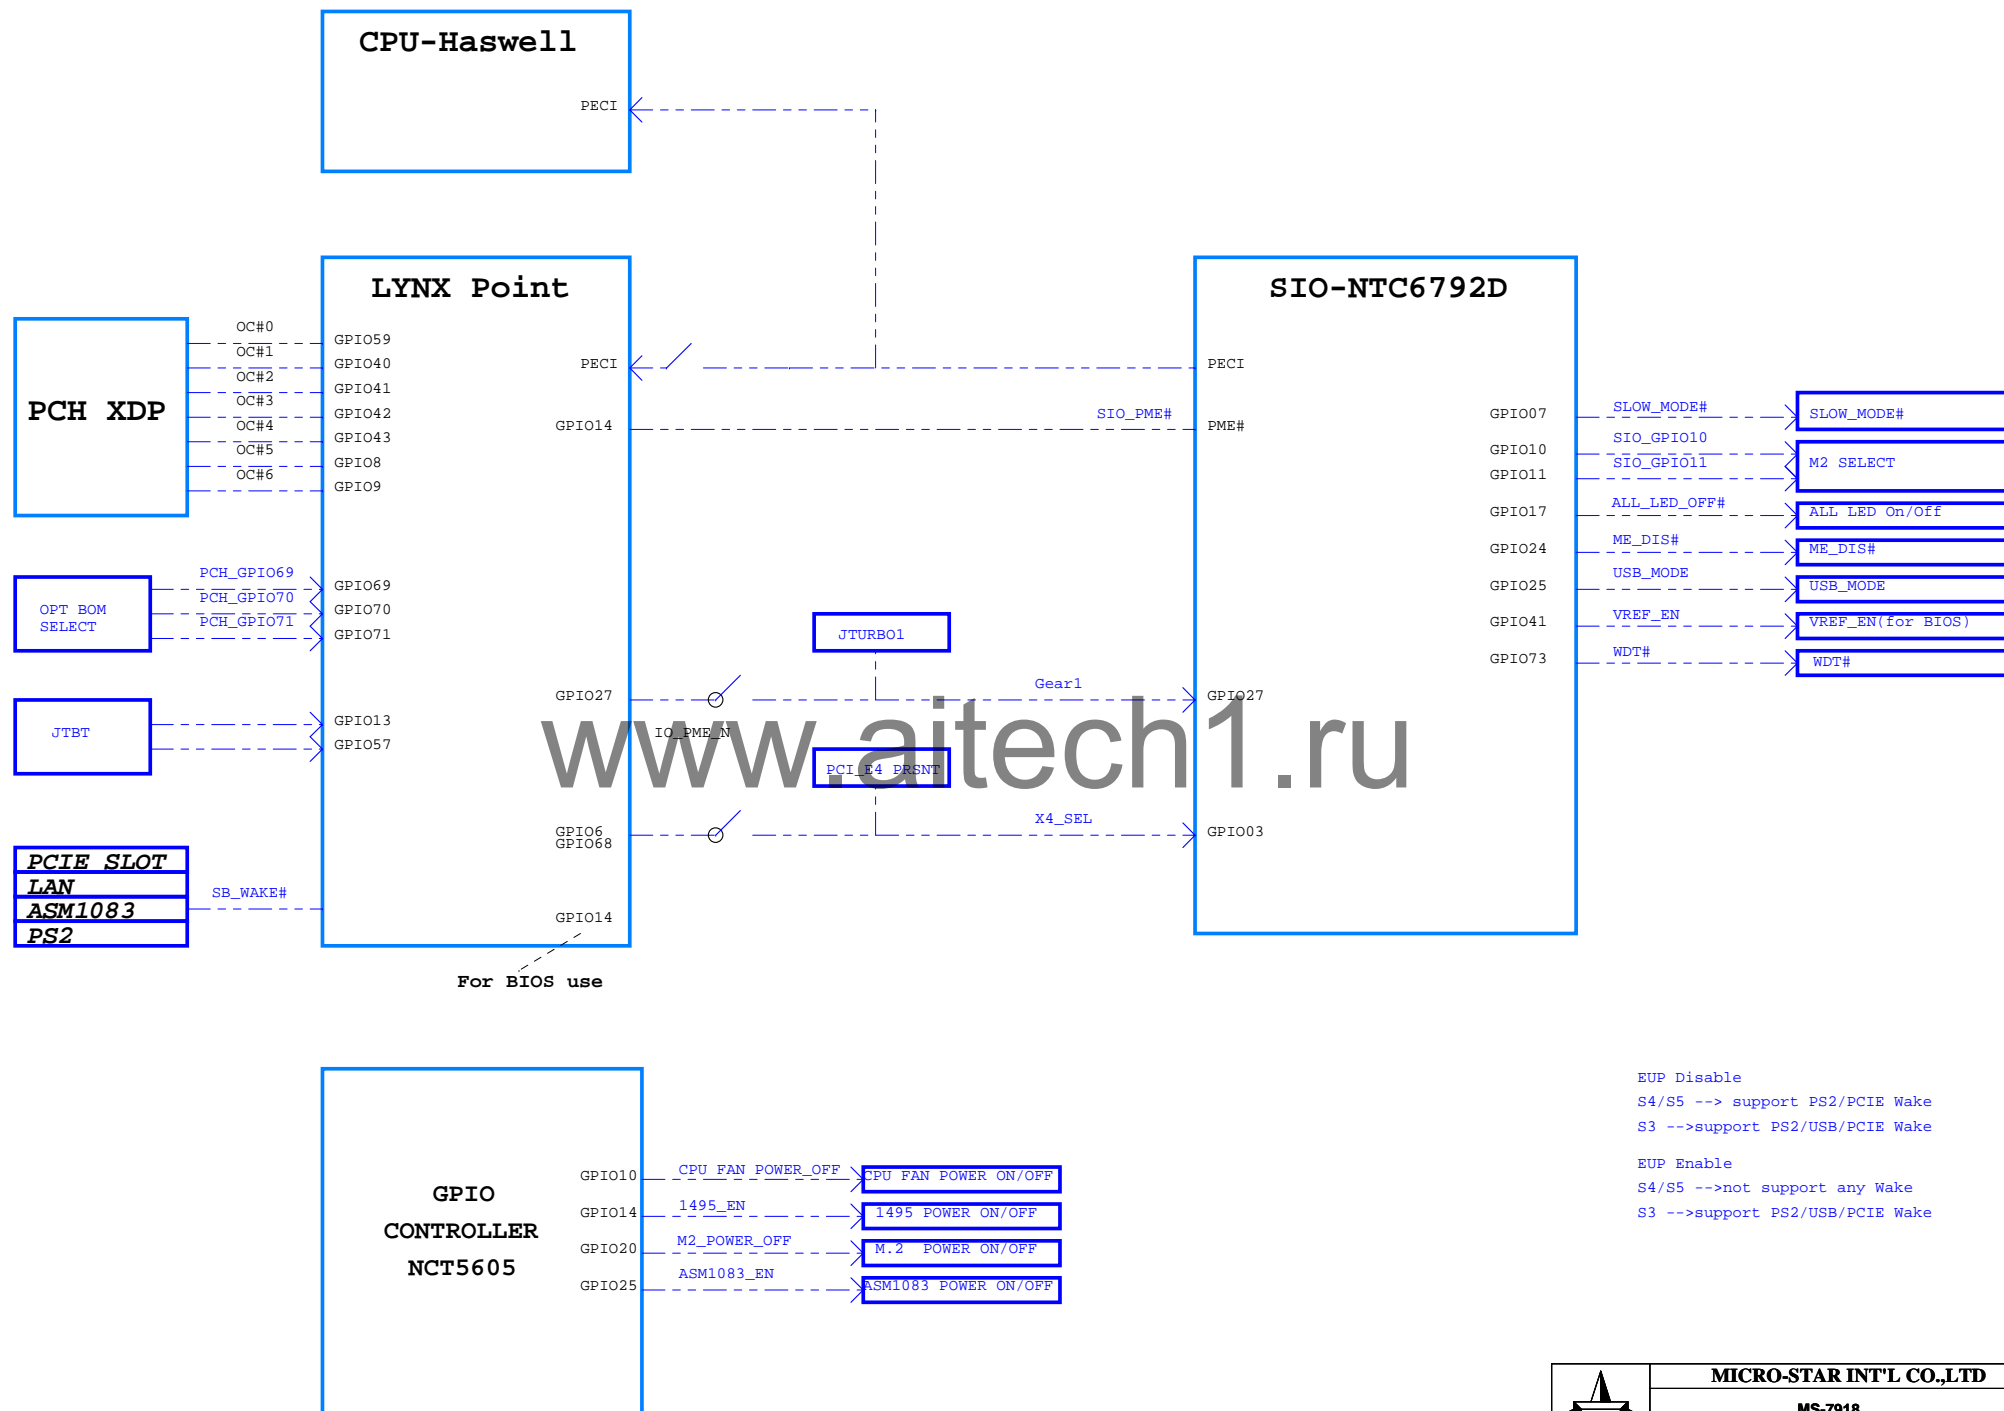 CPU-Haswell
PECI
LYNX Point
SIO-NTC6792D
PCH XDP
OC#0
OC#1
OC#2
OC#3
OC#4
OC#5
OC#6
GPIO59
GPIO40
GPIO41
GPIO42
GPIO43
GPIO8
GPIO9
PECI
GPIO14
SIO_PME#
PECI
PME#
GPIO07
GPIO10
GPIO11
GPIO17
GPIO24
GPIO25
GPIO41
GPIO73
SLOW_MODE#
SIO_GPIO10
SIO_GPIO11
ALL_LED_OFF#
ME_DIS#
USB_MODE
VREF_EN
WDT#
SLOW_MODE#
M2 SELECT
ALL LED On/Off
ME_DIS#
USB_MODE
VREF_EN(for BIOS)
WDT#
OPT BOM
SELECT
PCH_GPIO69
PCH_GPIO70
PCH_GPIO71
GPIO69
GPIO70
GPIO71
JTURBO1
JTBT
GPIO13
GPIO57
GPIO27
Gear1
GPIO27
IO_PME_N
www.aitech1.ru
PCI_E4 PRSNT
GPIO6
GPIO68
X4_SEL
GPIO03
PCIE SLOT
LAN
ASM1083
PS2
SB_WAKE#
GPIO14
For BIOS use
GPIO
CONTROLLER
NCT5605
GPIO10
GPIO14
GPIO20
GPIO25
CPU FAN POWER_OFF
1495_EN
M2_POWER_OFF
ASM1083_EN
CPU FAN POWER ON/OFF
1495 POWER ON/OFF
M.2 POWER ON/OFF
ASM1083 POWER ON/OFF
EUP Disable
S4/S5 --> support PS2/PCIE Wake
S3 -->support PS2/USB/PCIE Wake
EUP Enable
S4/S5 -->not support any Wake
S3 -->support PS2/USB/PCIE Wake
MICRO-STAR INT'L CO.,LTD
MS-7918